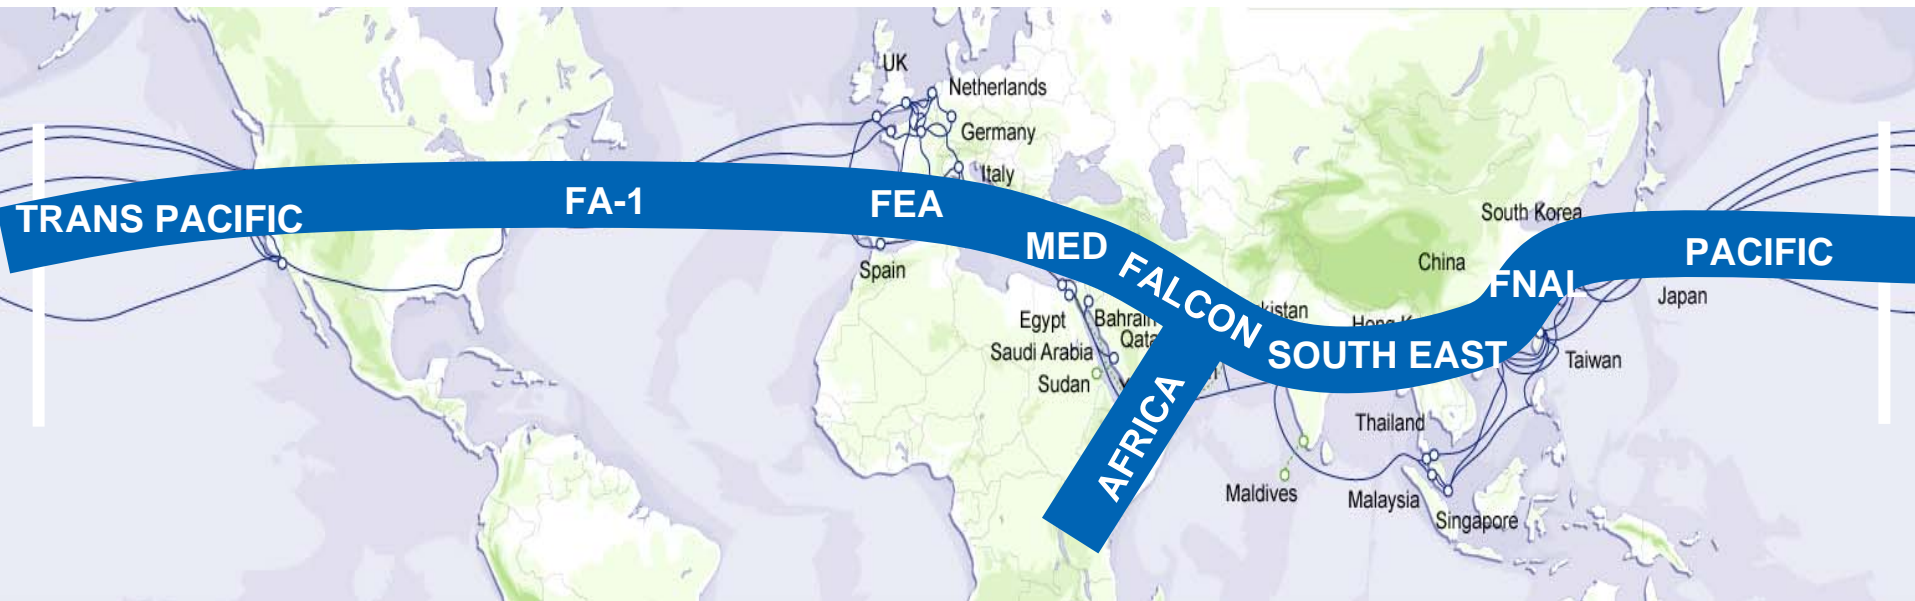 UK
Netherlands
Germany
Italy
TRANS PACIFIC
FA-1
FEA
South Korea
MED
PACIFIC
Spain
China
FALCON
FNAL
Japan
Egypt
Bahrain
Saudi Arabia
SOUTH EAST
Taiwan
Sudan
AFRICA
Thailand
Maldives
Malaysia
Singapore